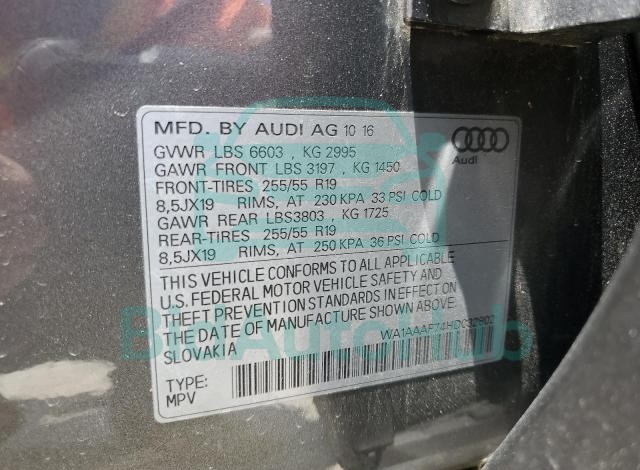 MFD. BY AUDI AG 10 16
GVWR LBS 6603 , KG 2995
GAWR FRONT LBS 3197 , KG 1450
FRONT-TIRES 255/55 R19
8,5JX19 RIMS, AT 230 KPA 33 PSI COLD
GAWR REAR LBS3803 , KG 1725
REAR-TIRES 255/55 R19
8,5JX19 RIMS, AT 250 KPA 36 PSI COLD
Audi
THIS VEHICLE CONFORMS TO ALL APPLICABLE
U.S. FEDERAL MOTOR VEHICLE SAFETY AND
THEFT PREVENTION STANDARDS IN EFFECT ON
THE DATE OF MANUFACTURE SHOWN ABOVE.
SLOVAKIA
TYPE:
MPV